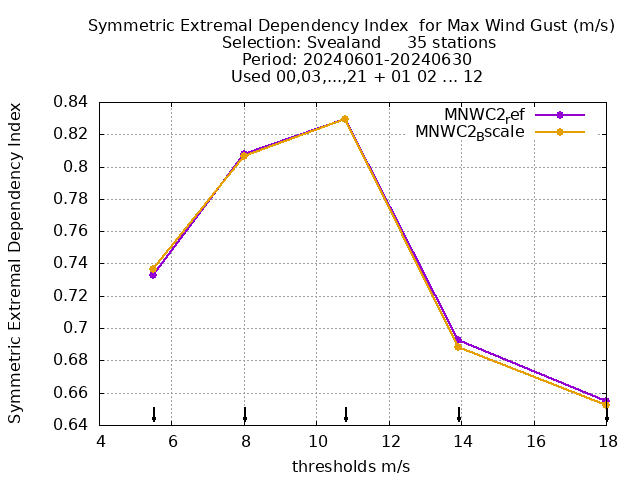 Symmetric Extremal Dependency Index  for Max Wind Gust (m/s)
Selection: Svealand     35 stations
Period: 20240601-20240630
Used 00,03,...,21 + 01 02 ... 12
Symmetric Extremal Dependency Index
0.84
0.82
0.8
0.78
0.76
0.74
0.72
0.7
0.68
0.66
0.64
MNWC2ref
MNWC2Bscale
4 6 8 10 12 14 16 18
thresholds m/s